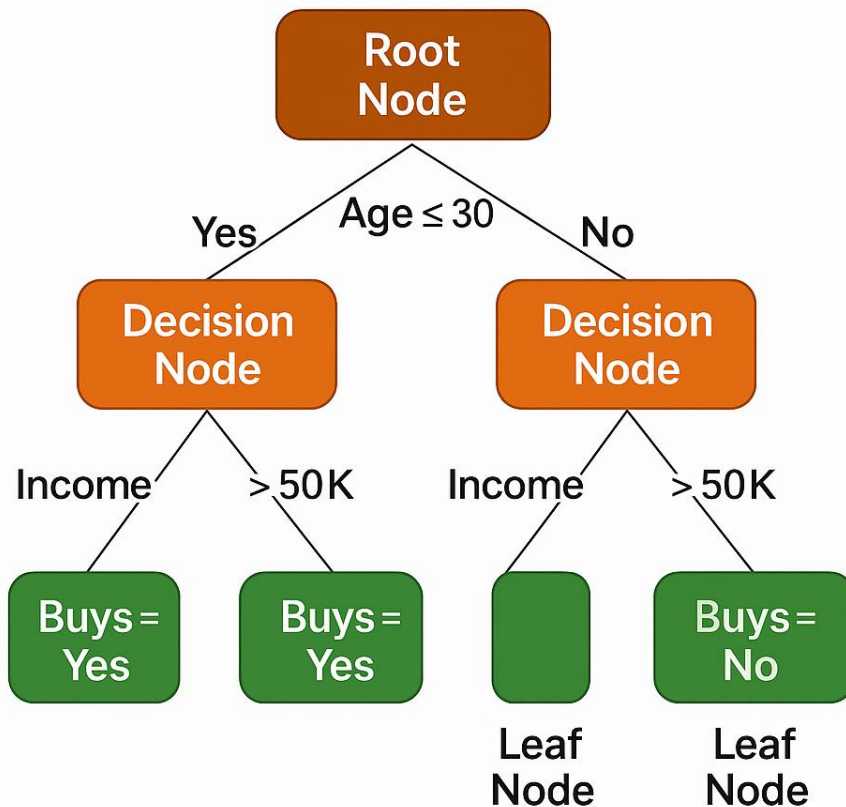 Root
Node
Yes
Age ≤ 30
No
Decision
Node
Decision
Node
Income
> 50K
Income
> 50K
Buys =
Yes
Buys =
Yes
Buys =
No
Leaf
Node
Leaf
Node